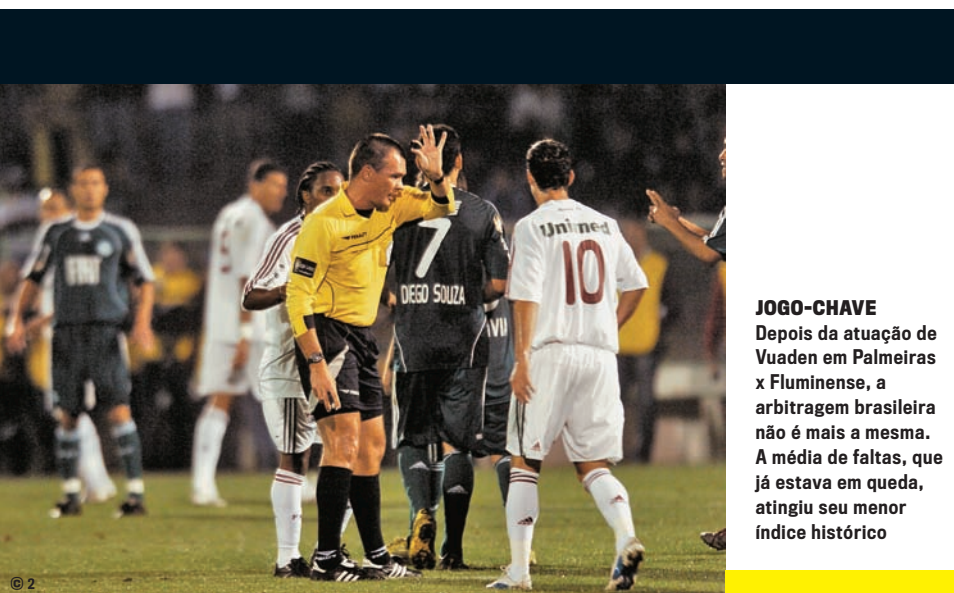 7
DIEGO SOUZA
Unimed
10
FIAT
PENALTY
© 2
JOGO-CHAVE
Depois da atuação de
Vuaden em Palmeiras
x Fluminense, a
arbitragem brasileira
não é mais a mesma.
A média de faltas, que
já estava em queda,
atingiu seu menor
índice histórico